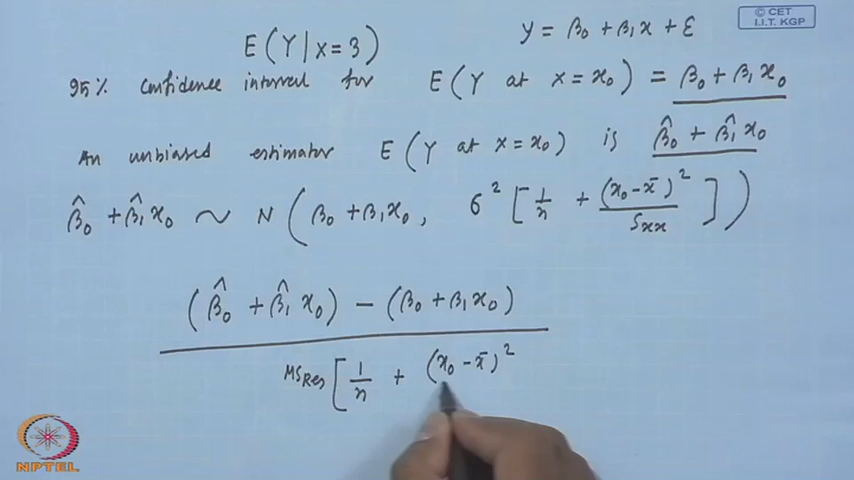 © CET
I.I.T. KGP
E(Y | x = 3)
y = β₀ + β₁x + ε
95% confidence interval for E(Y at x = x₀) = β₀ + β₁x₀
An unbiased estimator E(Y at x = x₀) is β̂₀ + β̂₁x₀
β̂₀ + β̂₁x₀ ~ N(β₀ + β₁x₀, σ²[1/n + (x₀ - x̄)²/Sxx])
(β̂₀ + β̂₁x₀) - (β₀ + β₁x₀)
MSRes[1/n + (x₀ - x̄)²
NPTEL